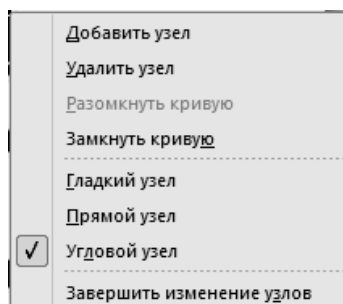 Добавить узел
Удалить узел
Разомкнуть кривую
Замкнуть кривую
Гладкий узел
Прямой узел
Угловой узел
Завершить изменение узлов